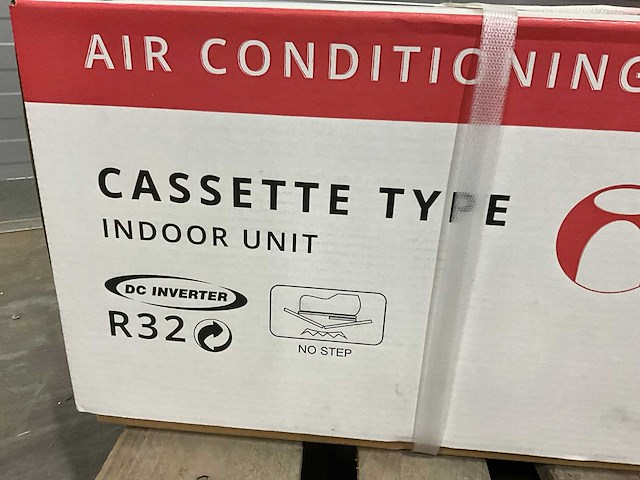 AIR CONDITIONING
CASSETTE TYPE
INDOOR UNIT
DC INVERTER
R32
NO STEP